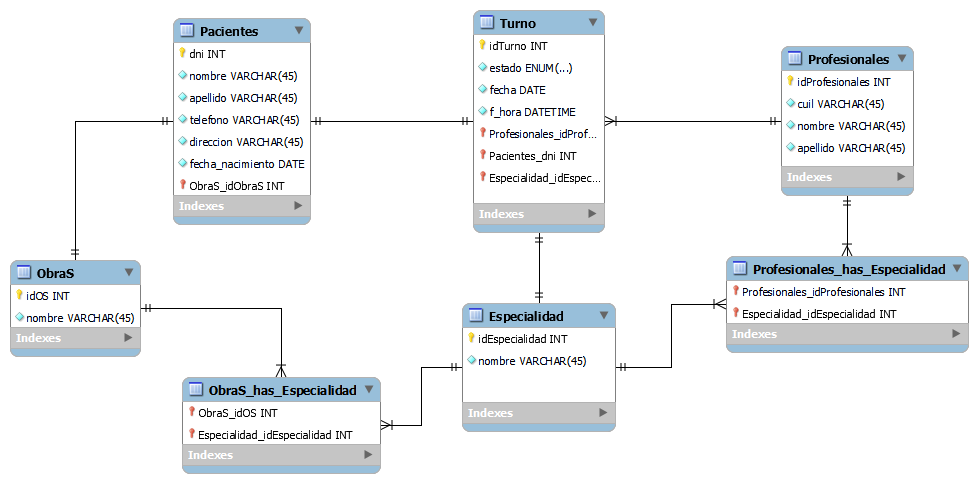 Pacientes
dni INT
nombre VARCHAR(45)
apellido VARCHAR(45)
telefono VARCHAR(45)
direccion VARCHAR(45)
fecha_nacimiento DATE
ObraS_idObraS INT
Indexes
Turno
idTurno INT
estado ENUM(...)
fecha DATE
f_hora DATETIME
Profesionales_idProf...
Pacientes_dni INT
Especialidad_idEspec...
Indexes
Profesionales
idProfesionales INT
cuil VARCHAR(45)
nombre VARCHAR(45)
apellido VARCHAR(45)
Indexes
ObraS
idOS INT
nombre VARCHAR(45)
Indexes
Especialidad
idEspecialidad INT
nombre VARCHAR(45)
Indexes
Profesionales_has_Especialidad
Profesionales_idProfesionales INT
Especialidad_idEspecialidad INT
Indexes
ObraS_has_Especialidad
ObraS_idOS INT
Especialidad_idEspecialidad INT
Indexes